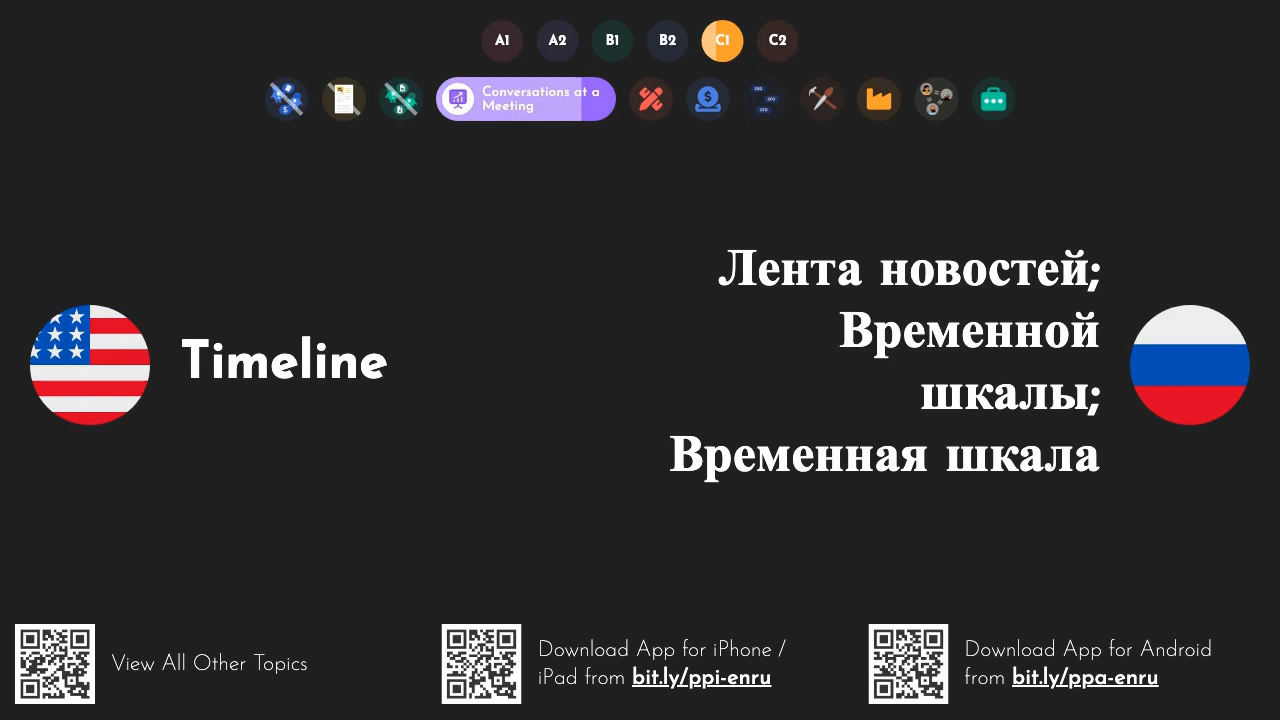 A1 A2 B1 B2 C1 C2
Conversations at a
Meeting
Timeline
Лента новостей;
Временной
шкалы;
Временная шкала
View All Other Topics
Download App for iPhone /
iPad from bit.ly/ppi-enru
Download App for Android
from bit.ly/ppa-enru